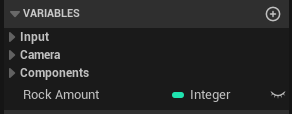 VARIABLES
Input
Camera
Components
Rock Amount Integer